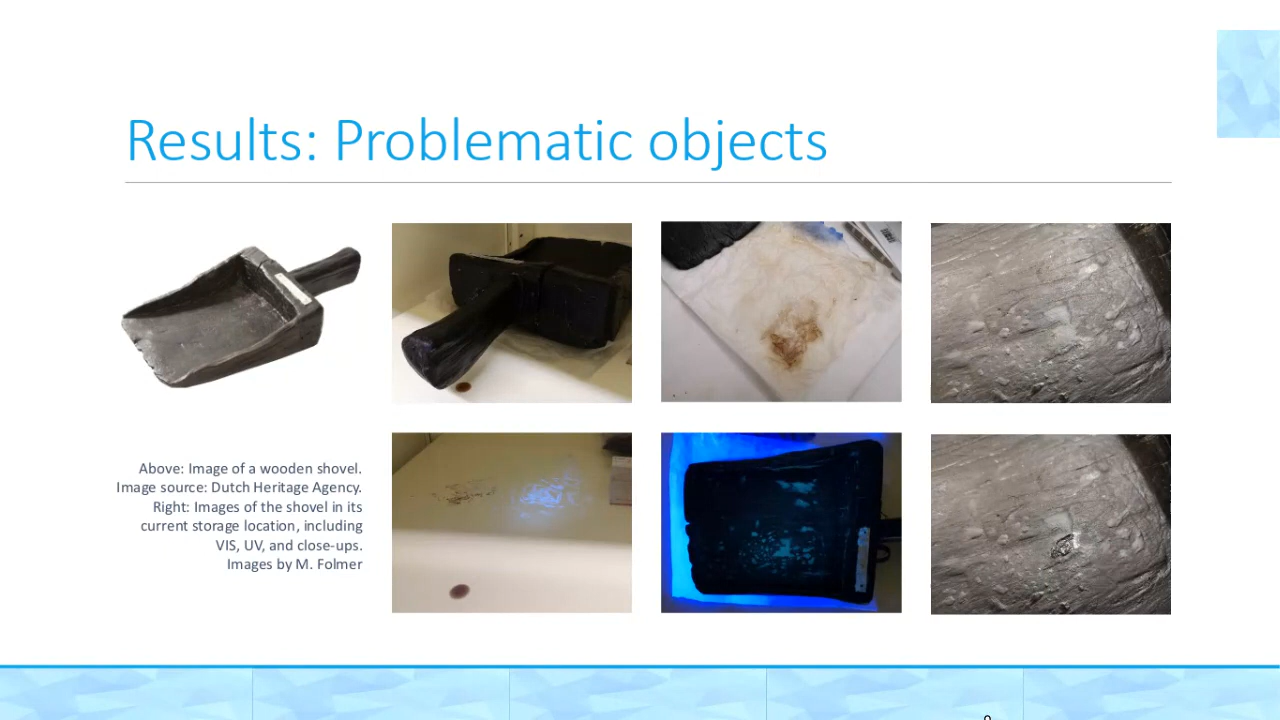 Results: Problematic objects
Above: Image of a wooden shovel.
Image source: Dutch Heritage Agency.
Right: Images of the shovel in its
current storage location, including
VIS, UV, and close-ups.
Images by M. Folmer